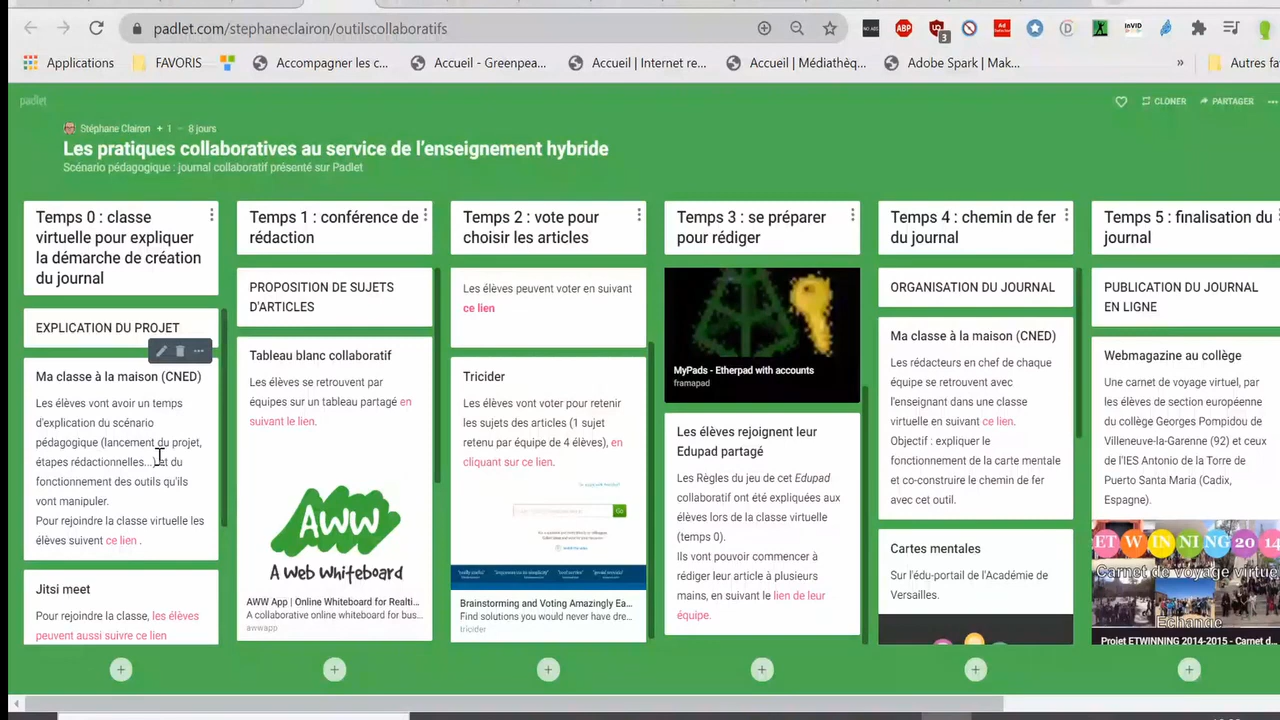 padlet.com/stephaneclairon/outilscollaboratifs
3
Applications
FAVORIS
Accompagner les c...
Accueil - Greenpea...
Accueil | Internet re...
Accueil | Médiathèq...
Adobe Spark | Mak...
»
Autres fa
padlet
CLONER
PARTAGER
Stéphane Clairon + 1 - 8 jours
Les pratiques collaboratives au service de l'enseignement hybride
Scénario pédagogique : journal collaboratif présenté sur Padlet
Temps 0 : classe
virtuelle pour expliquer
la démarche de création
du journal
EXPLICATION DU PROJET
Ma classe à la maison (CNED)
Les élèves vont avoir un temps
d'explication du scénario
pédagogique (lancement du projet,
étapes rédactionnelles...) et du
fonctionnement des outils qu'ils
vont manipuler.
Pour rejoindre la classe virtuelle les
élèves suivent ce lien .
Jitsi meet
Pour rejoindre la classe, les élèves
peuvent aussi suivre ce lien
Temps 1 : conférence de
rédaction
PROPOSITION DE SUJETS
D'ARTICLES
Tableau blanc collaboratif
Les élèves se retrouvent par
équipes sur un tableau partagé en
suivant le lien.
AWW
A Web Whiteboard
AWW App | Online Whiteboard for Realti...
A collaborative online whiteboard for bus...
awwapp
Temps 2 : vote pour
choisir les articles
Les élèves peuvent voter en suivant
ce lien
Tricider
Les élèves vont voter pour retenir
les sujets des articles (1 sujet
retenu par équipe de 4 élèves), en
cliquant sur ce lien.
Go
Brainstorming and Voting Amazingly Ea...
Find solutions you would never have dre...
tricider
Temps 3 : se préparer
pour rédiger
MyPads - Etherpad with accounts
framapad
Les élèves rejoignent leur
Edupad partagé
Les Règles du jeu de cet Edupad
collaboratif ont été expliquées aux
élèves lors de la classe virtuelle
(temps 0).
Ils vont pouvoir commencer à
rédiger leur article à plusieurs
mains, en suivant le lien de leur
équipe.
Temps 4 : chemin de fer
du journal
ORGANISATION DU JOURNAL
Ma classe à la maison (CNED)
Les rédacteurs en chef de chaque
équipe se retrouvent avec
l'enseignant dans une classe
virtuelle en suivant ce lien.
Objectif : expliquer le
fonctionnement de la carte mentale
et co-construire le chemin de fer
avec cet outil.
Cartes mentales
Sur l'édu-portail de l'Académie de
Versailles.
Temps 5 : finalisation du
journal
PUBLICATION DU JOURNAL
EN LIGNE
Webmagazine au collège
Une carnet de voyage virtuel, par
les élèves de section européenne
du collège Georges Pompidou de
Villeneuve-la-Garenne (92) et ceux
de l'IES Antonio de la Torre de
Puerto Santa Maria (Cadix,
Espagne).
ET W IN NI NG 20 14
Carnet de voyage virtue
Echange
Projet ETWINNING 2014-2015 - Carnet d...